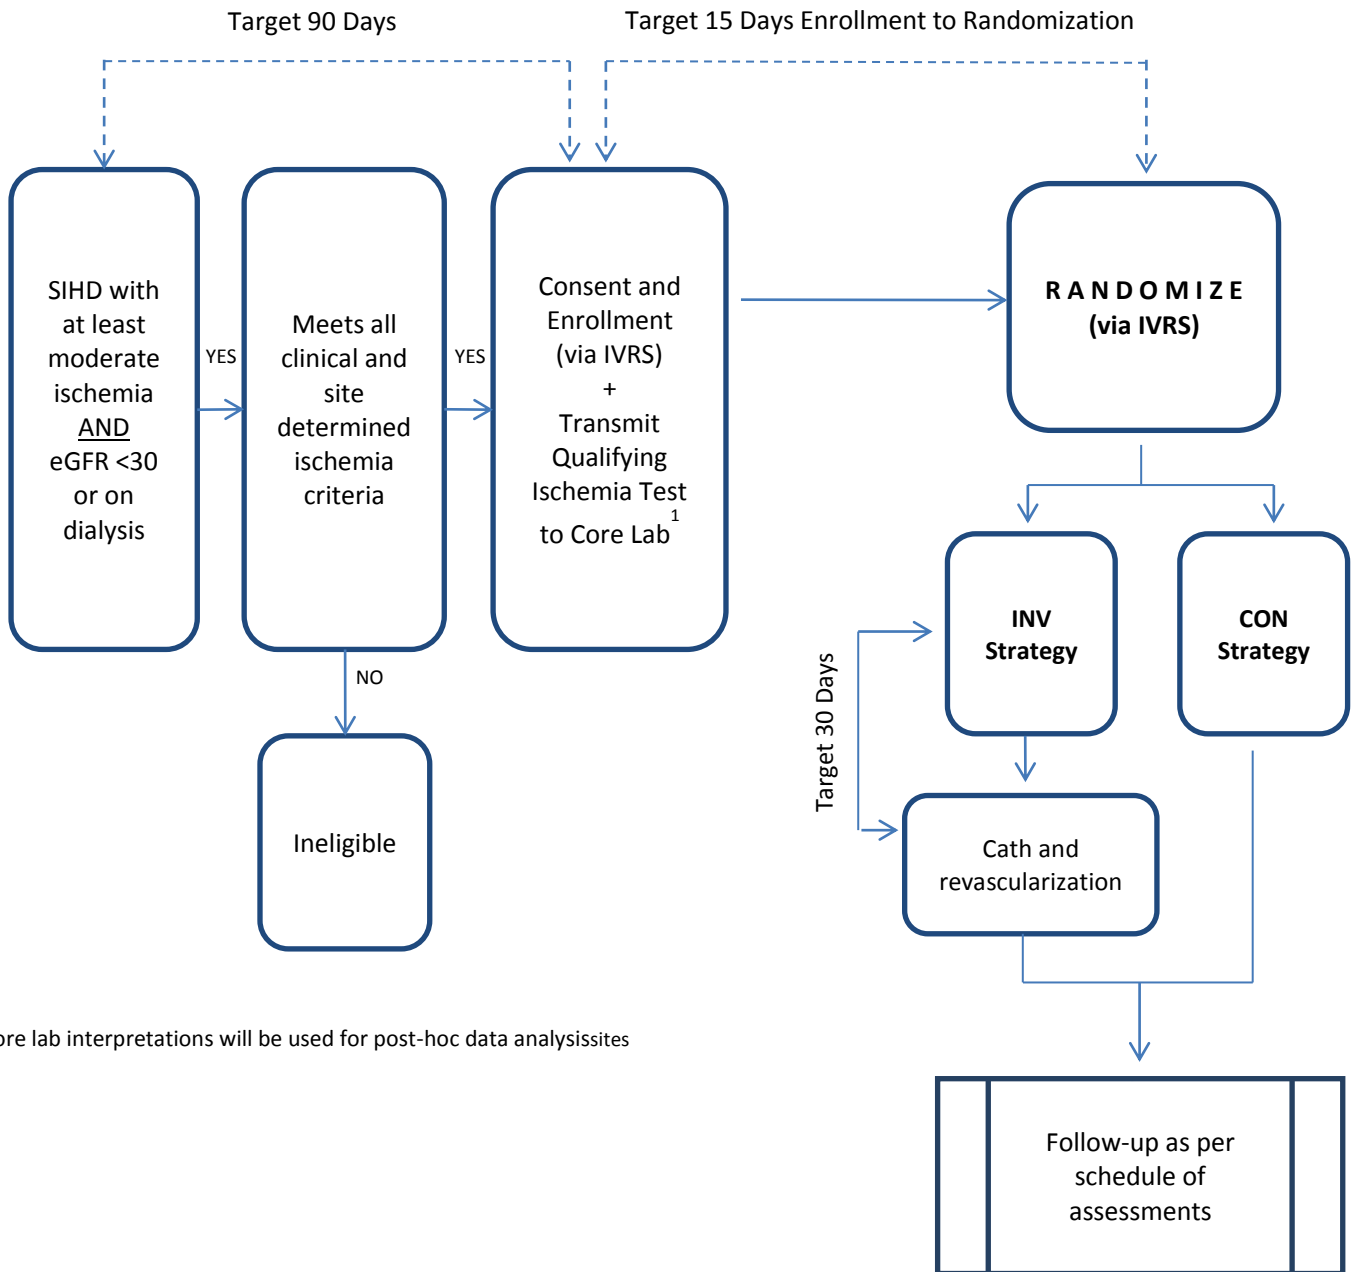 Target 90 Days
Target 15 Days Enrollment to Randomization
SIHD with
at least
moderate
ischemia
AND
eGFR <30
or on
dialysis
YES
Meets all
clinical and
site
determined
ischemia
criteria
YES
Consent and
Enrollment
(via IVRS)
+
Transmit
Qualifying
Ischemia Test
to Core Lab1
R A N D O M I Z E
(via IVRS)
NO
Ineligible
INV
Strategy
CON
Strategy
Target 30 Days
Cath and
revascularization
ore lab interpretations will be used for post-hoc data analysissites
Follow-up as per
schedule of
assessments